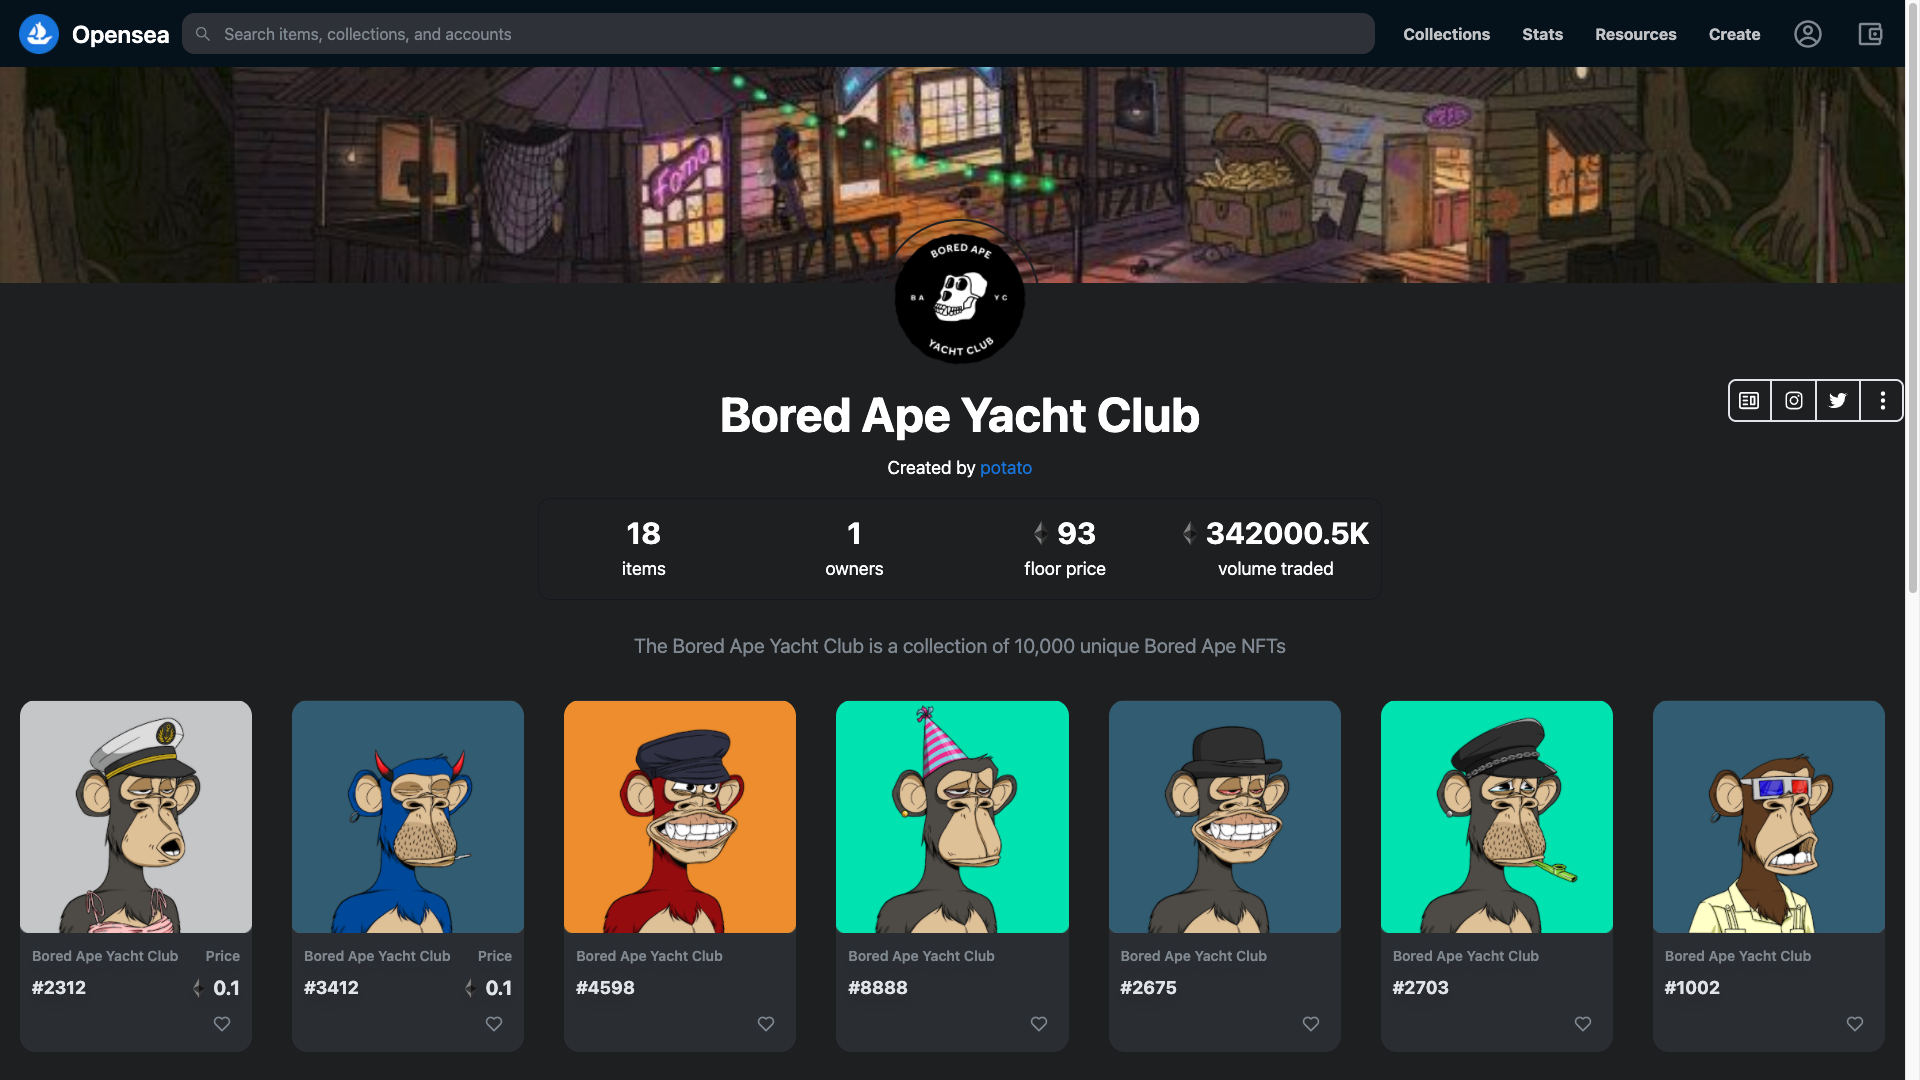 Opensea
Search items, collections, and accounts
Collections
Stats
Resources
Create
Fomo
BORED APE
BA YC
YACHT CLUB
Bored Ape Yacht Club
Created by potato
18
items
1
owners
93
floor price
342000.5K
volume traded
The Bored Ape Yacht Club is a collection of 10,000 unique Bored Ape NFTs
Bored Ape Yacht Club Price
#2312 0.1
Bored Ape Yacht Club Price
#3412 0.1
Bored Ape Yacht Club
#4598
Bored Ape Yacht Club
#8888
Bored Ape Yacht Club
#2675
Bored Ape Yacht Club
#2703
Bored Ape Yacht Club
#1002